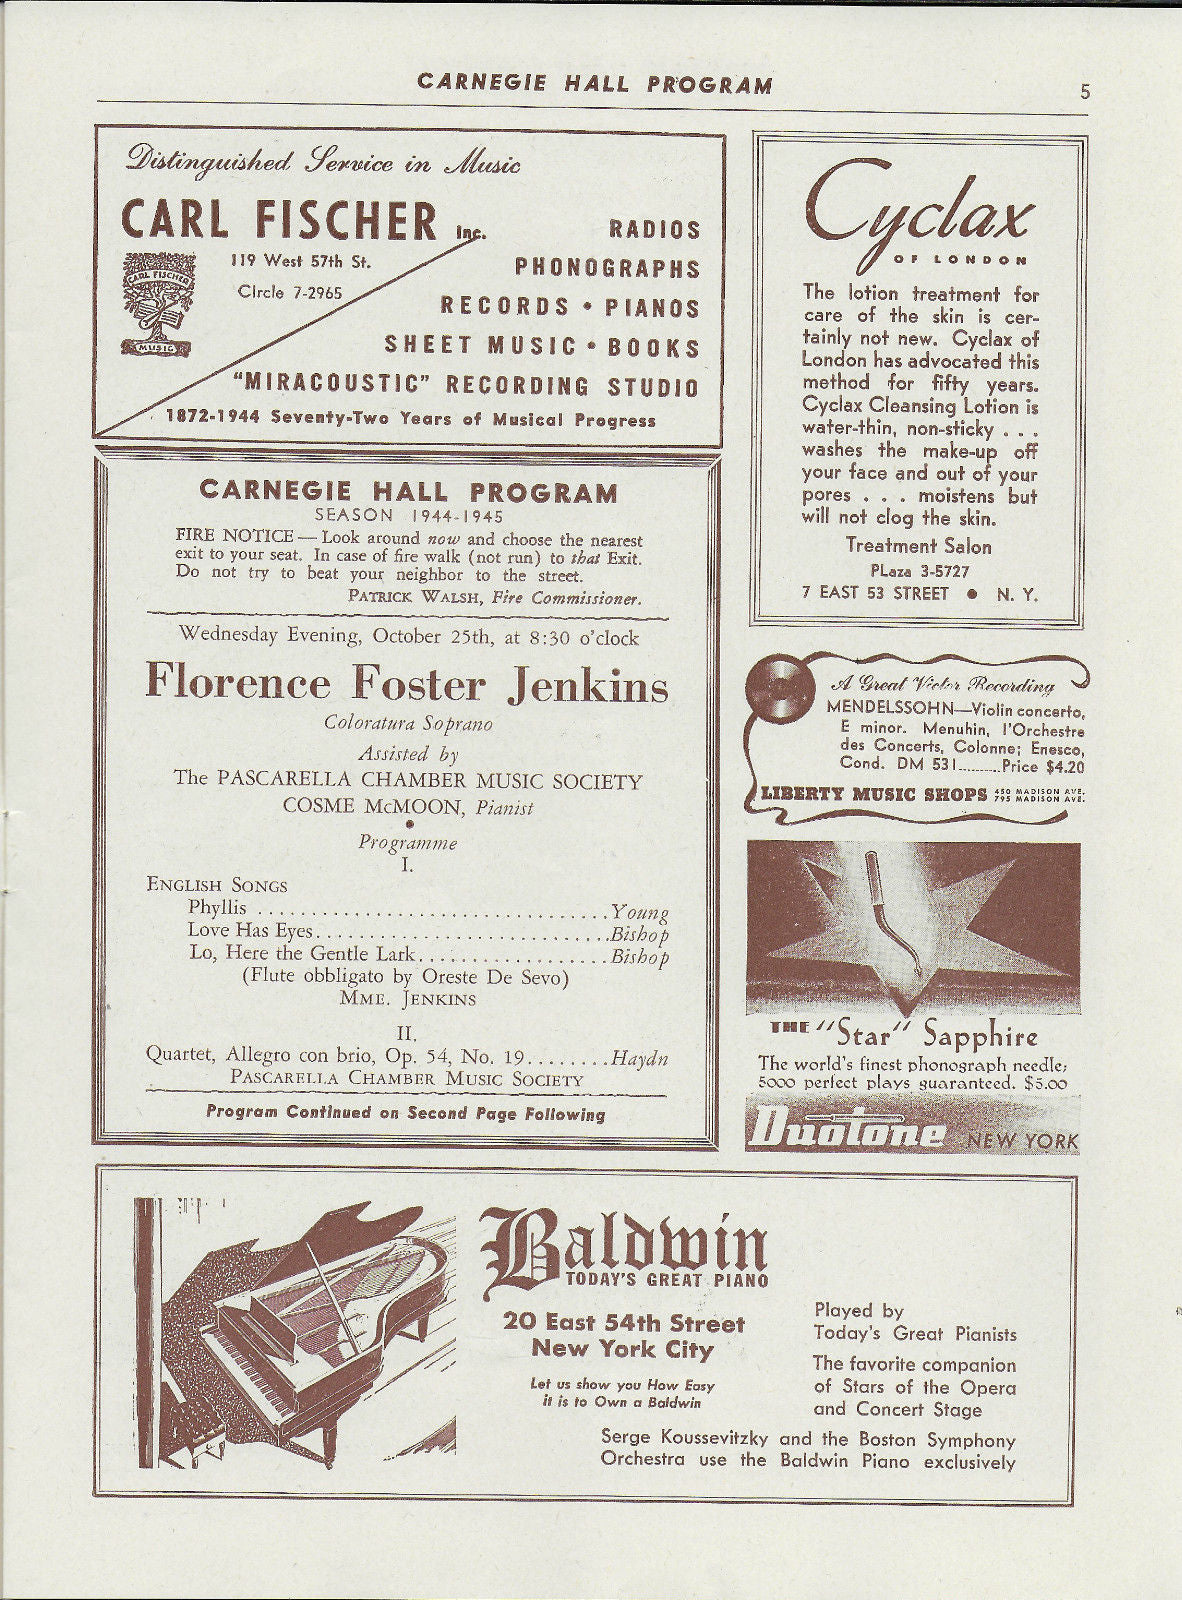 CARNEGIE HALL PROGRAM
5
Distinguished Service in Music
CARL FISCHER Inc.
119 West 57th St.
CIrcle 7-2965
CARL FISCHER
MUSIC
RADIOS
PHONOGRAPHS
RECORDS • PIANOS
SHEET MUSIC • BOOKS
"MIRACOUSTIC" RECORDING STUDIO
1872-1944 Seventy-Two Years of Musical Progress
CARNEGIE HALL PROGRAM
SEASON 1944-1945
FIRE NOTICE — Look around now and choose the nearest
exit to your seat. In case of fire walk (not run) to that Exit.
Do not try to beat your neighbor to the street.
PATRICK WALSH, Fire Commissioner.
Wednesday Evening, October 25th, at 8:30 o'clock
Florence Foster Jenkins
Coloratura Soprano
Assisted by
The PASCARELLA CHAMBER MUSIC SOCIETY
COSME McMOON, Pianist
•
Programme
I.
ENGLISH SONGS
Phyllis ................................. Young
Love Has Eyes............................Bishop
Lo, Here the Gentle Lark..................Bishop
(Flute obbligato by Oreste De Sevo)
MME. JENKINS
II.
Quartet, Allegro con brio, Op. 54, No. 19........Haydn
PASCARELLA CHAMBER MUSIC SOCIETY
Program Continued on Second Page Following
Cyclax
OF LONDON
The lotion treatment for
care of the skin is cer-
tainly not new. Cyclax of
London has advocated this
method for fifty years.
Cyclax Cleansing Lotion is
water-thin, non-sticky . . .
washes the make-up off
your face and out of your
pores . . . moistens but
will not clog the skin.
Treatment Salon
PLaza 3-5727
7 EAST 53 STREET • N. Y.
A Great Victor Recording
MENDELSSOHN—Violin concerto,
E minor. Menuhin, l'Orchestre
des Concerts, Colonne; Enesco,
Cond. DM 531..........Price $4.20
LIBERTY MUSIC SHOPS 450 MADISON AVE.
795 MADISON AVE.
THE "Star" Sapphire
The world's finest phonograph needle;
5000 perfect plays guaranteed. $5.00
Duotone NEW YORK
Baldwin
TODAY'S GREAT PIANO
20 East 54th Street
New York City
Let us show you How Easy
it is to Own a Baldwin
Played by
Today's Great Pianists
The favorite companion
of Stars of the Opera
and Concert Stage
Serge Koussevitzky and the Boston Symphony
Orchestra use the Baldwin Piano exclusively